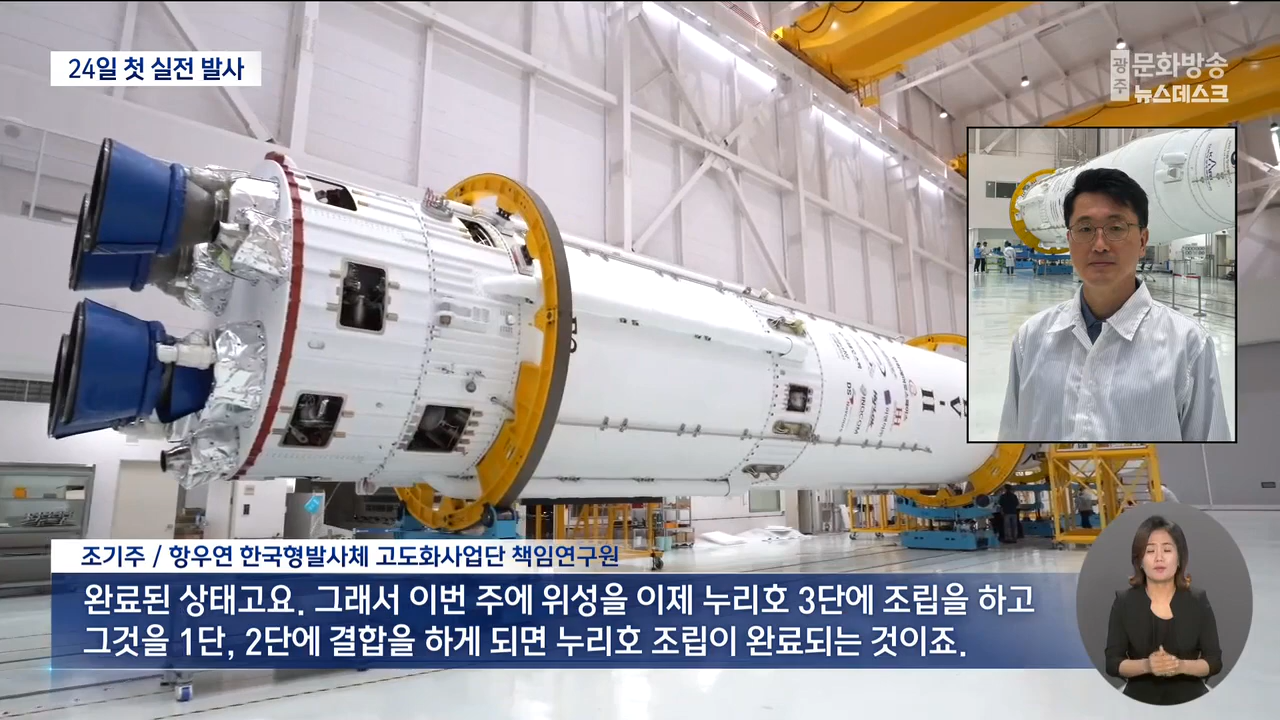 24일 첫 실전 발사
광주
문화방송
뉴스데스크
조기주 / 항우연 한국형발사체 고도화사업단 책임연구원
완료된 상태고요. 그래서 이번 주에 위성을 이제 누리호 3단에 조립을 하고
그것을 1단, 2단에 결합을 하게 되면 누리호 조립이 완료되는 것이죠.